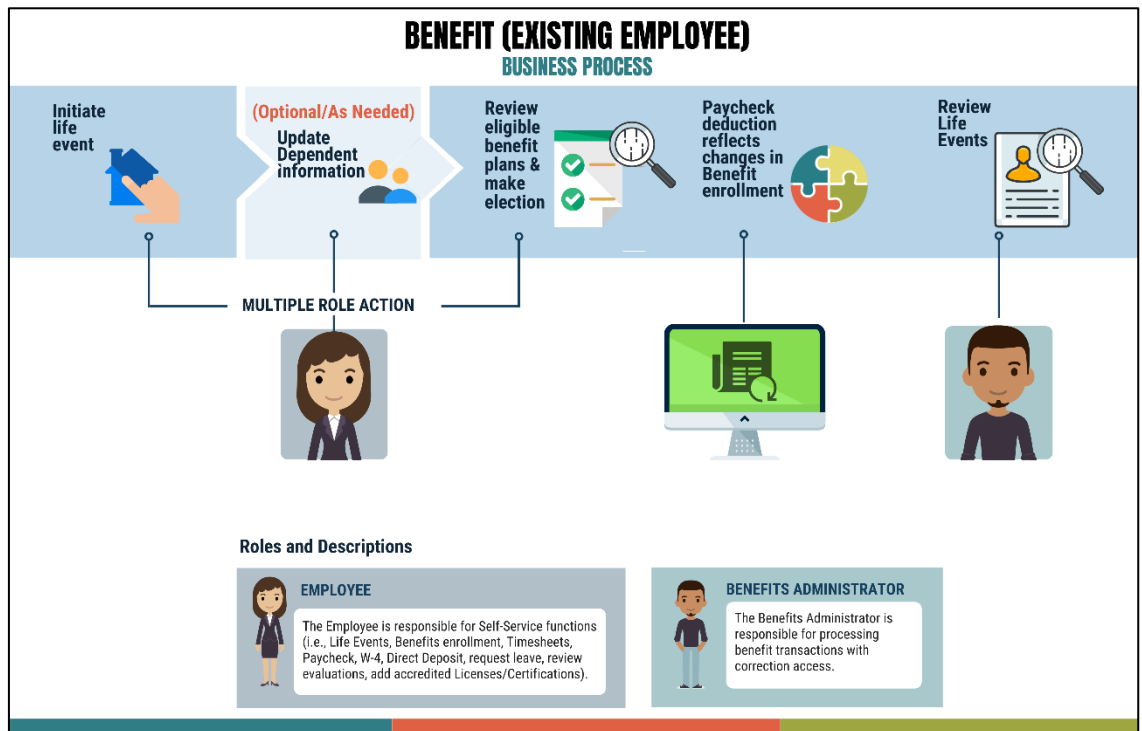 BENEFIT (EXISTING EMPLOYEE)
BUSINESS PROCESS
Initiate
life
event
(Optional/As Needed)
Update
Dependent
information
Review
eligible
benefit
plans &
make
election
Paycheck
deduction
reflects
changes in
Benefit
enrollment
Review
Life
Events
MULTIPLE ROLE ACTION
Roles and Descriptions
EMPLOYEE
The Employee is responsible for Self-Service functions
(i.e., Life Events, Benefits enrollment, Timesheets,
Paycheck, W-4, Direct Deposit, request leave, review
evaluations, add accredited Licenses/Certifications).
BENEFITS ADMINISTRATOR
The Benefits Administrator is
responsible for processing
benefit transactions with
correction access.